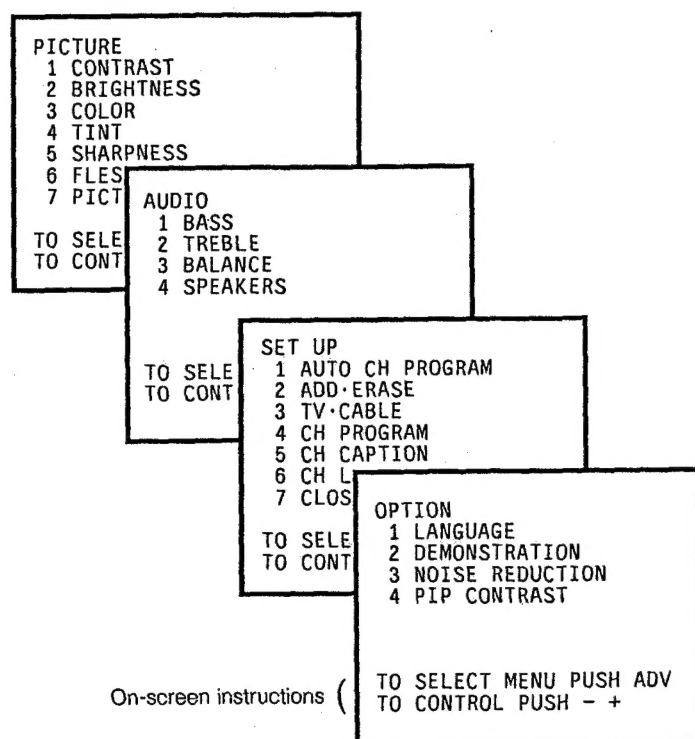 PICTURE
1 CONTRAST
2 BRIGHTNESS
3 COLOR
4 TINT
5 SHARPNESS
6 FLES
7 PICT
TO SELE
TO CONT
AUDIO
1 BASS
2 TREBLE
3 BALANCE
4 SPEAKERS
TO SELE
TO CONT
SET UP
1 AUTO CH PROGRAM
2 ADD·ERASE
3 TV·CABLE
4 CH PROGRAM
5 CH CAPTION
6 CH L
7 CLOS
TO SELE
TO CONT
OPTION
1 LANGUAGE
2 DEMONSTRATION
3 NOISE REDUCTION
4 PIP CONTRAST
On-screen instructions (
TO SELECT MENU PUSH ADV
TO CONTROL PUSH − +